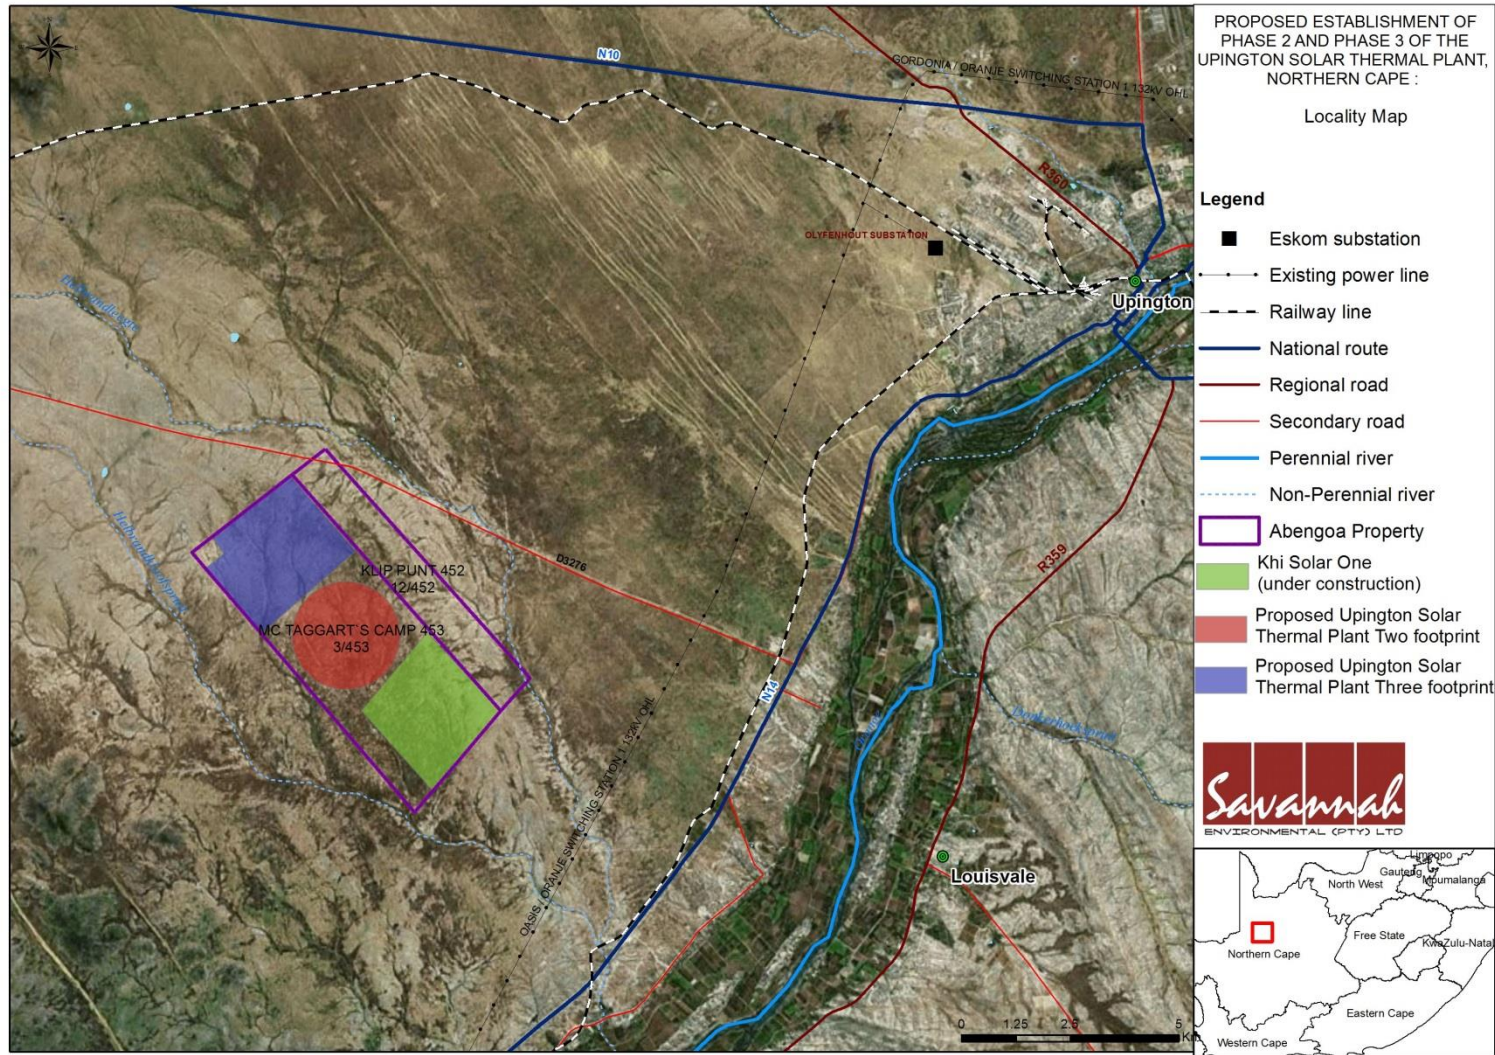 PROPOSED ESTABLISHMENT OF
PHASE 2 AND PHASE 3 OF THE
UPINGTON SOLAR THERMAL PLANT,
NORTHERN CAPE :
Locality Map
Legend
Eskom substation
Existing power line
Railway line
National route
Regional road
Secondary road
Perennial river
Non-Perennial river
Abengoa Property
Khi Solar One
(under construction)
Proposed Upington Solar
Thermal Plant Two footprint
Proposed Upington Solar
Thermal Plant Three footprint
Savannah
ENVIRONMENTAL (PTY) LTD
Limpopo
Gauteng
Mpumalanga
North West
Free State
KwaZulu-Natal
Northern Cape
Eastern Cape
Western Cape
N10
GORDONIA / ORANJE SWITCHING STATION 1 132kV OHL
R360
OLYFENHOUT SUBSTATION
Upington
D3276
KLIP PUNT 452
12/452
MC TAGGART`S CAMP 453
3/453
R359
N14
OASIS / ORANJE SWITCHING STATION 1 132kV OHL
Louisvale
0 1.25 2.5 5
Km